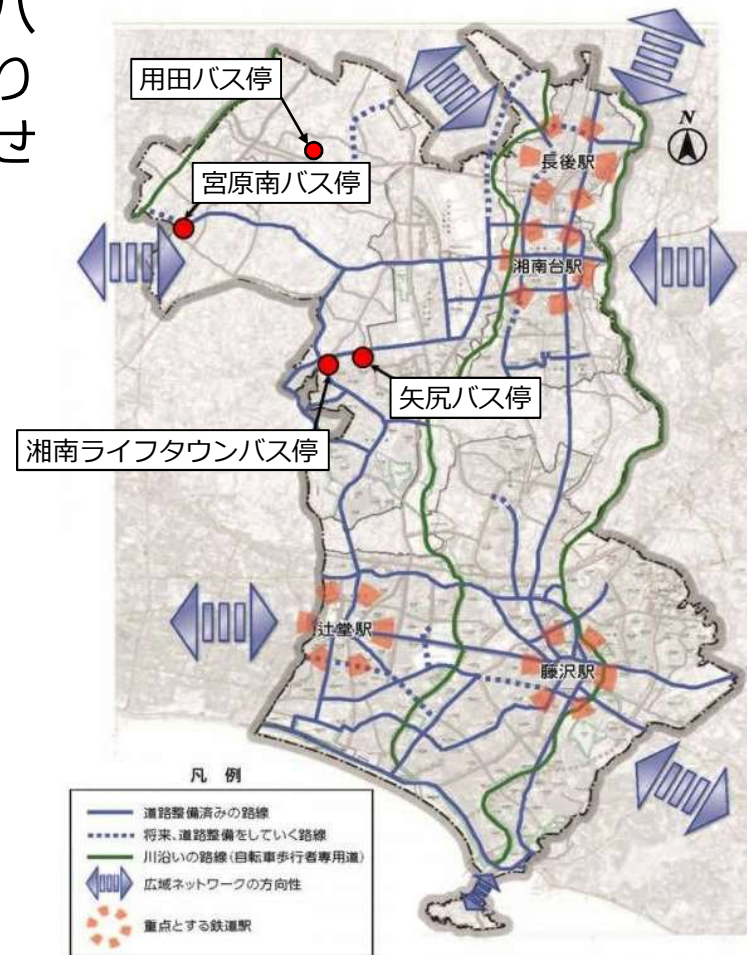 八
り
せ
用田バス停
宮原南バス停
N
長後駅
湘南台駅
矢尻バス停
湘南ライフタウンバス停
辻堂駅
藤沢駅
凡 例
道路整備済みの路線
将来、道路整備をしていく路線
川沿いの路線(自転車歩行者専用道)
広域ネットワークの方向性
重点とする鉄道駅